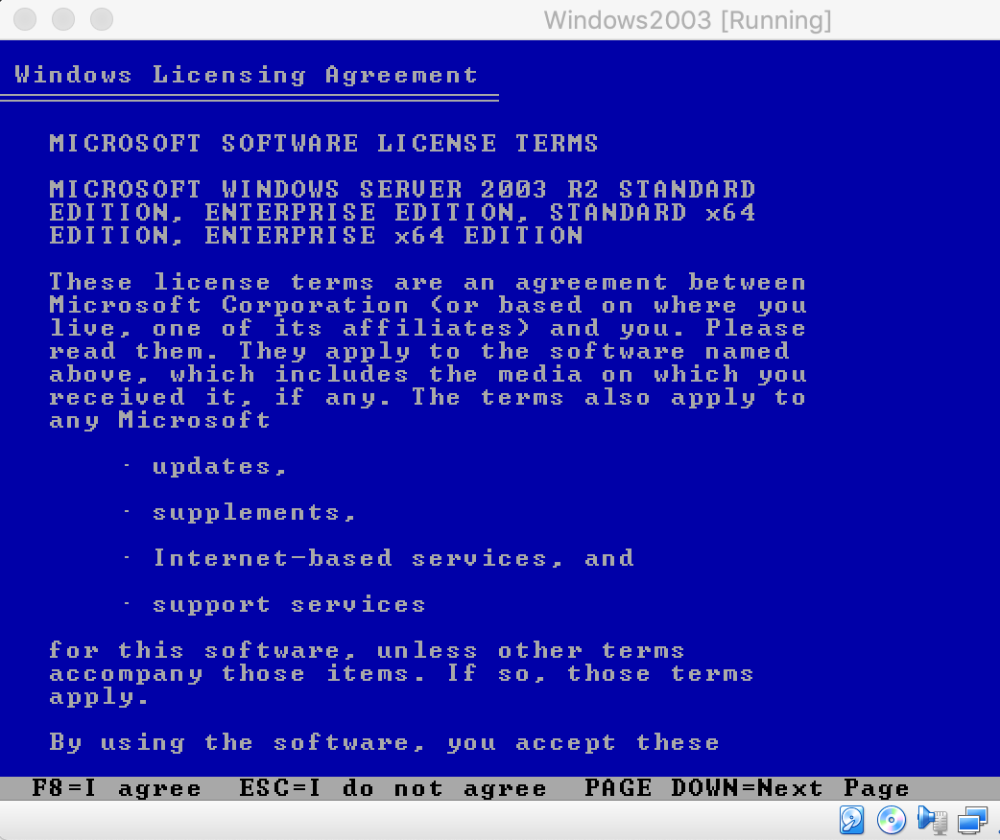 Windows2003 [Running]
Windows Licensing Agreement
MICROSOFT SOFTWARE LICENSE TERMS
MICROSOFT WINDOWS SERVER 2003 R2 STANDARD
EDITION, ENTERPRISE EDITION, STANDARD x64
EDITION, ENTERPRISE x64 EDITION
These license terms are an agreement between
Microsoft Corporation (or based on where you
live, one of its affiliates) and you. Please
read them. They apply to the software named
above, which includes the media on which you
received it, if any. The terms also apply to
any Microsoft
· updates,
· supplements,
· Internet-based services, and
· support services
for this software, unless other terms
accompany those items. If so, those terms
apply.
By using the software, you accept these
F8=I agree ESC=I do not agree PAGE DOWN=Next Page